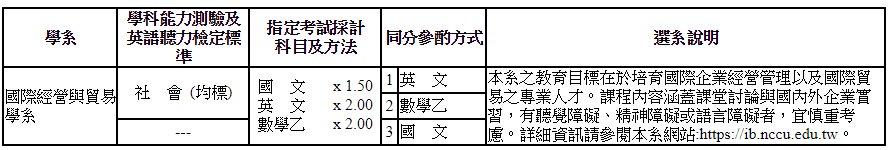 學系
學科能力測驗及
英語聽力檢定標
準
指定考試採計
科目及方法
同分參酌方式
選系說明
國際經營與貿易
學系
社 會 (均標)
---
國 文 x 1.50
英 文 x 2.00
數學乙 x 2.00
1 英 文
2 數學乙
3 國 文
本系之教育目標在於培育國際企業經營管理以及國際貿
易之專業人才。課程內容涵蓋課堂討論與國內外企業實
習，有聽覺障礙、精神障礙或語言障礙者，宜慎重考
慮。詳細資訊請參閱本系網站:https://ib.nccu.edu.tw。